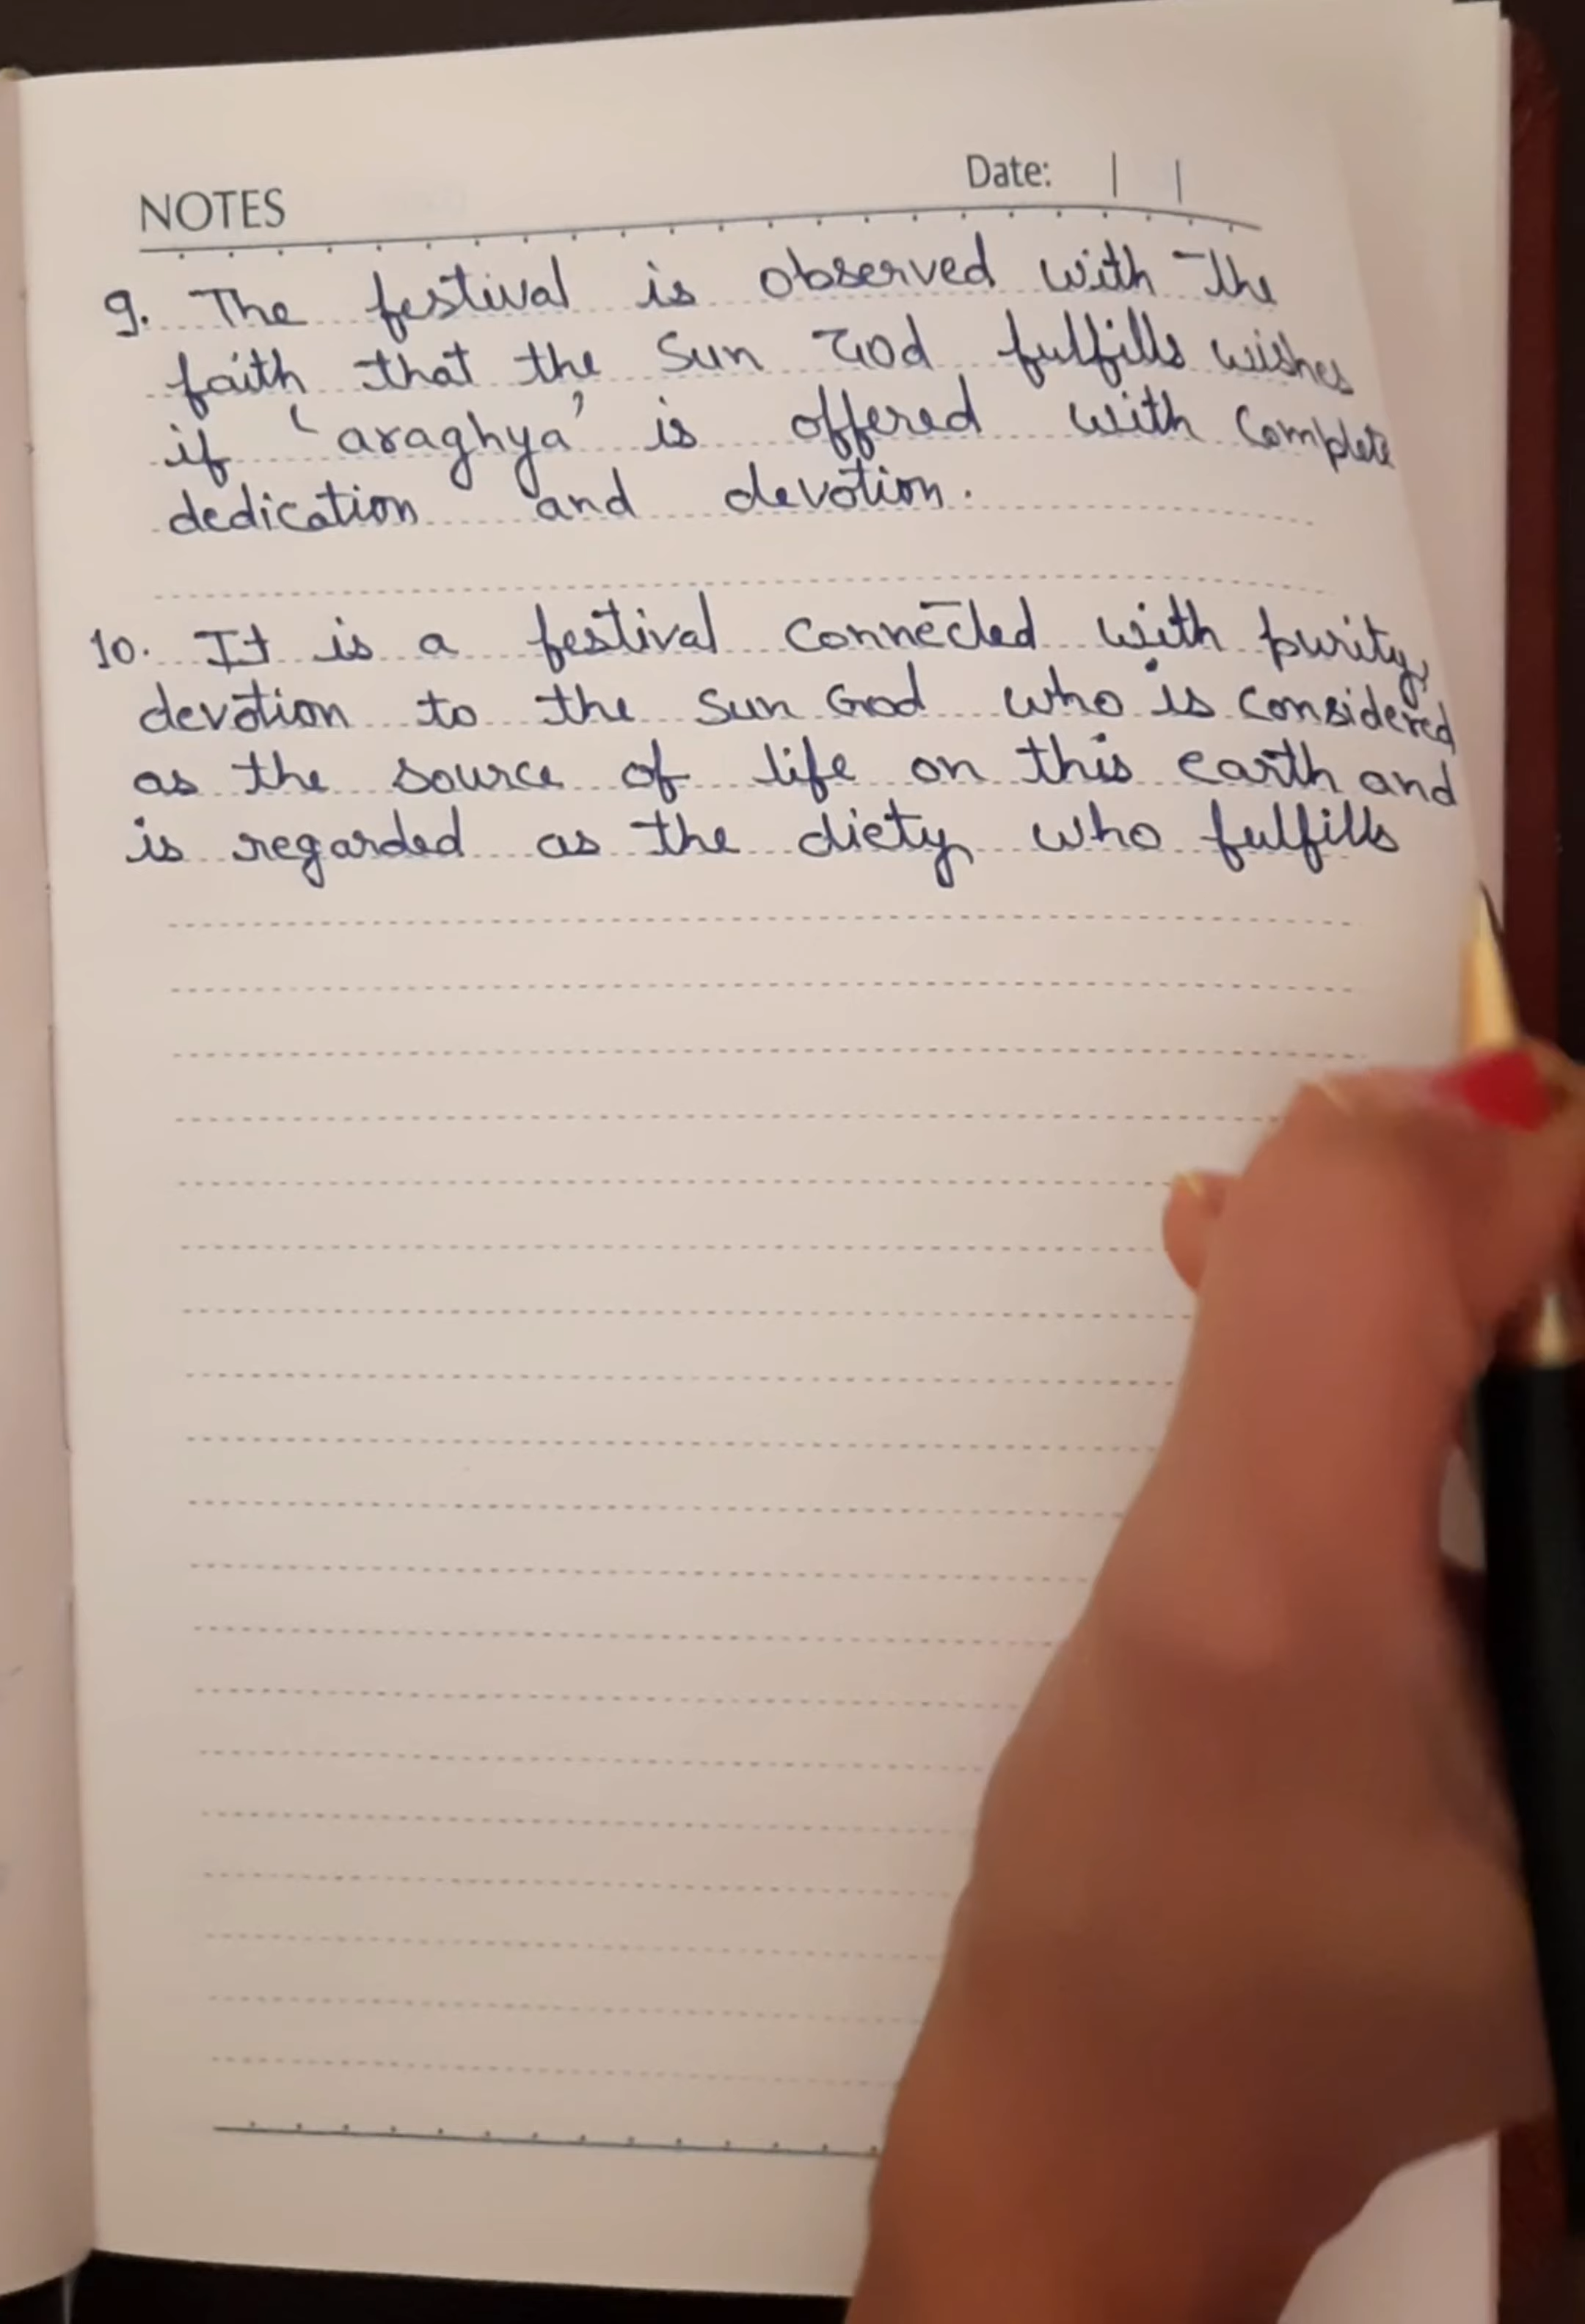 NOTES Date: | |
9. The festival is observed with The
faith that the Sun God fulfills wishes
if 'araghya' is offered with Complete
dedication and devotion.
10. It is a festival connected with purity,
devotion to the Sun God who is Considered
as the source of life on this earth and
is regarded as the diety who fulfills